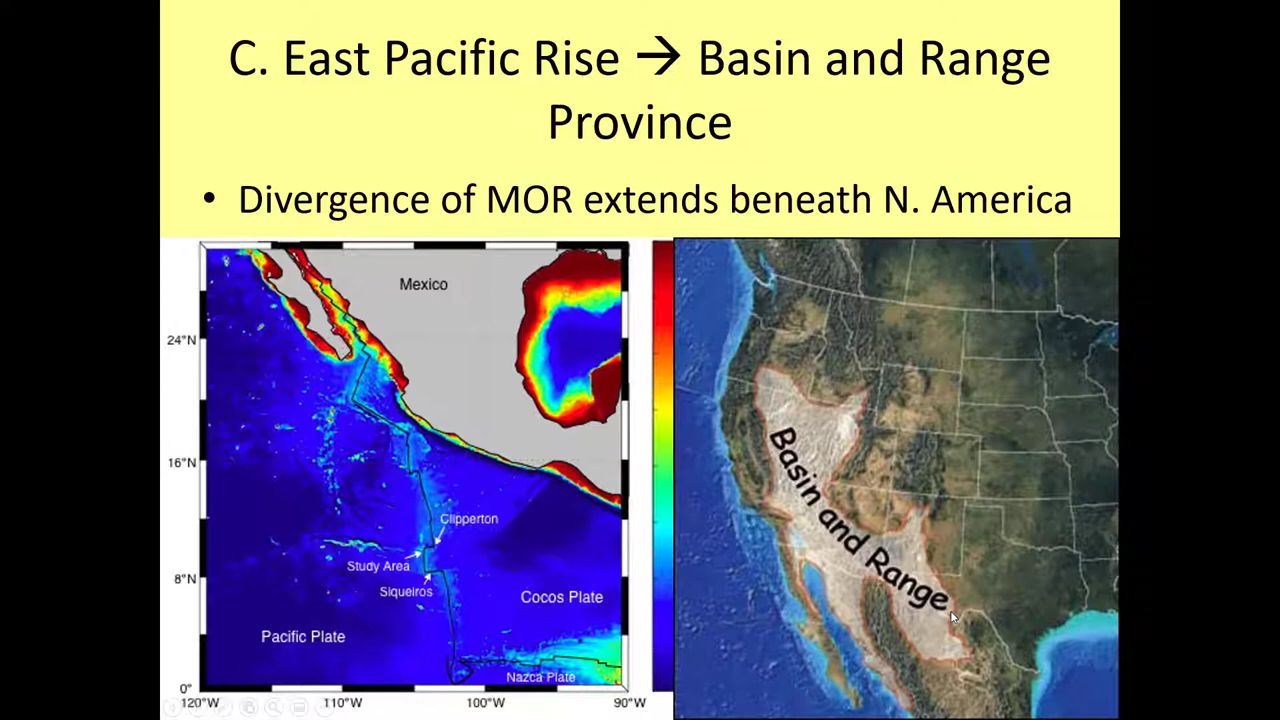 C. East Pacific Rise → Basin and Range
Province
• Divergence of MOR extends beneath N. America
Mexico
24°N
16°N
Clipperton
Study Area
8°N
Siqueiros
Cocos Plate
Pacific Plate
Nazca Plate
0°
120°W
110°W
100°W
90°W
Basin and Range